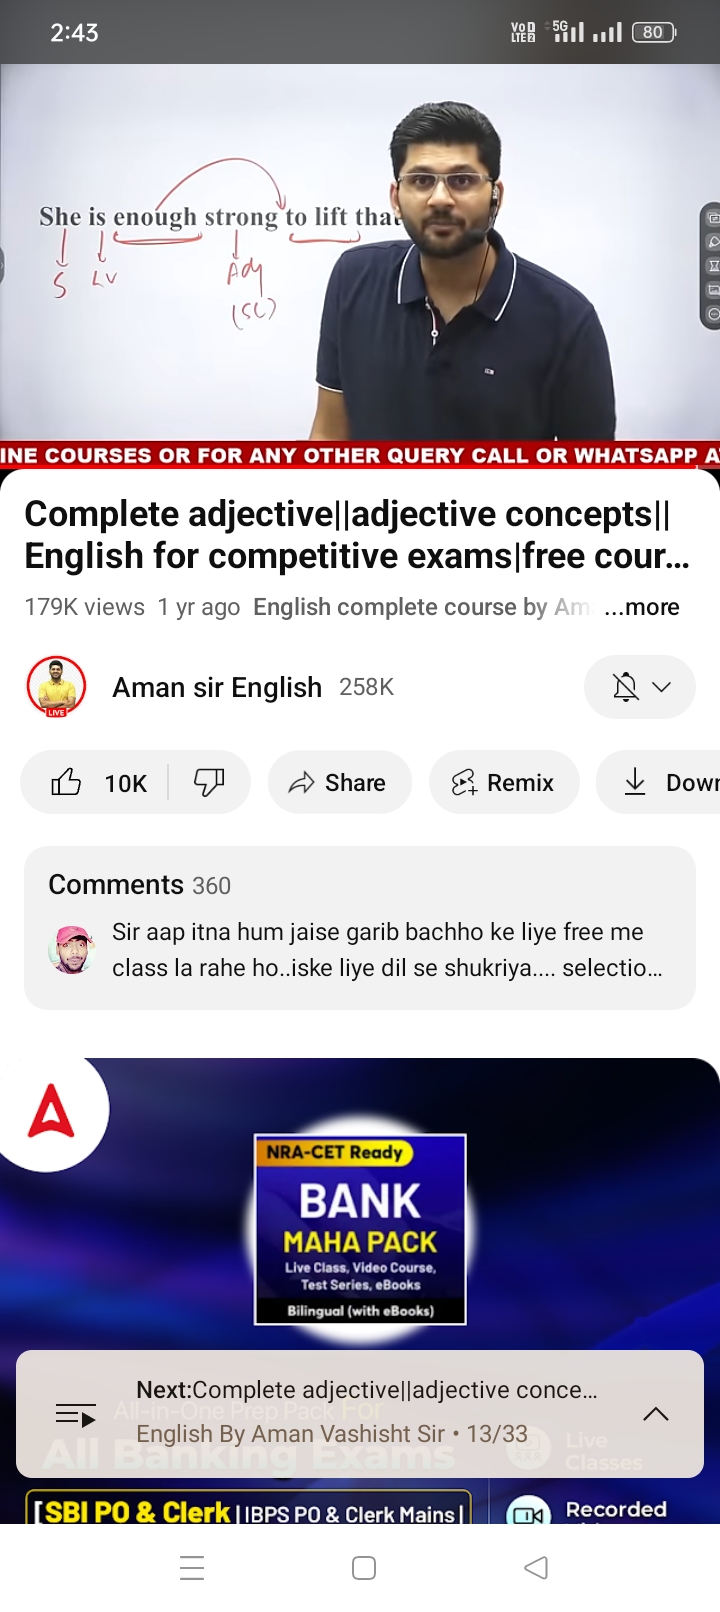 2:43
Vo LTE2 5G 80
She is enough strong to lift that
S LV Adj
(SC)
INE COURSES OR FOR ANY OTHER QUERY CALL OR WHATSAPP A
Complete adjective||adjective concepts||
English for competitive exams|free cour...
179K views 1 yr ago English complete course by Am ...more
Aman sir English 258K
LIVE
10K Share Remix Down
Comments 360
Sir aap itna hum jaise garib bachho ke liye free me
class la rahe ho..iske liye dil se shukriya.... selectio...
NRA-CET Ready
BANK
MAHA PACK
Live Class, Video Course,
Test Series, eBooks
Bilingual (with eBooks)
Next:Complete adjective||adjective conce...
All-in-One Prep Pack For
English By Aman Vashisht Sir • 13/33
All Banking Exams
Live
Classes
[SBI PO & Clerk | IBPS PO & Clerk Mains |
Recorded